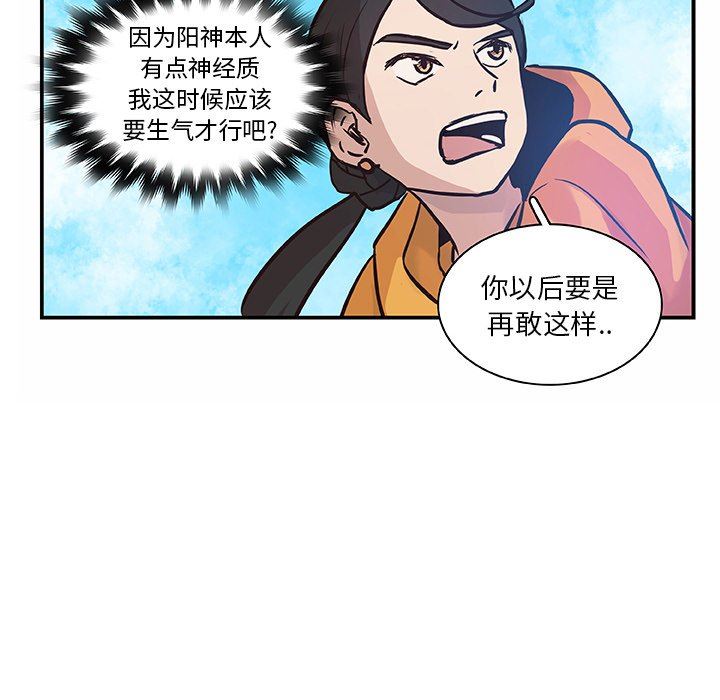 因为阳神本人
有点神经质
我这时候应该
要生气才行吧?
你以后要是
再敢这样..